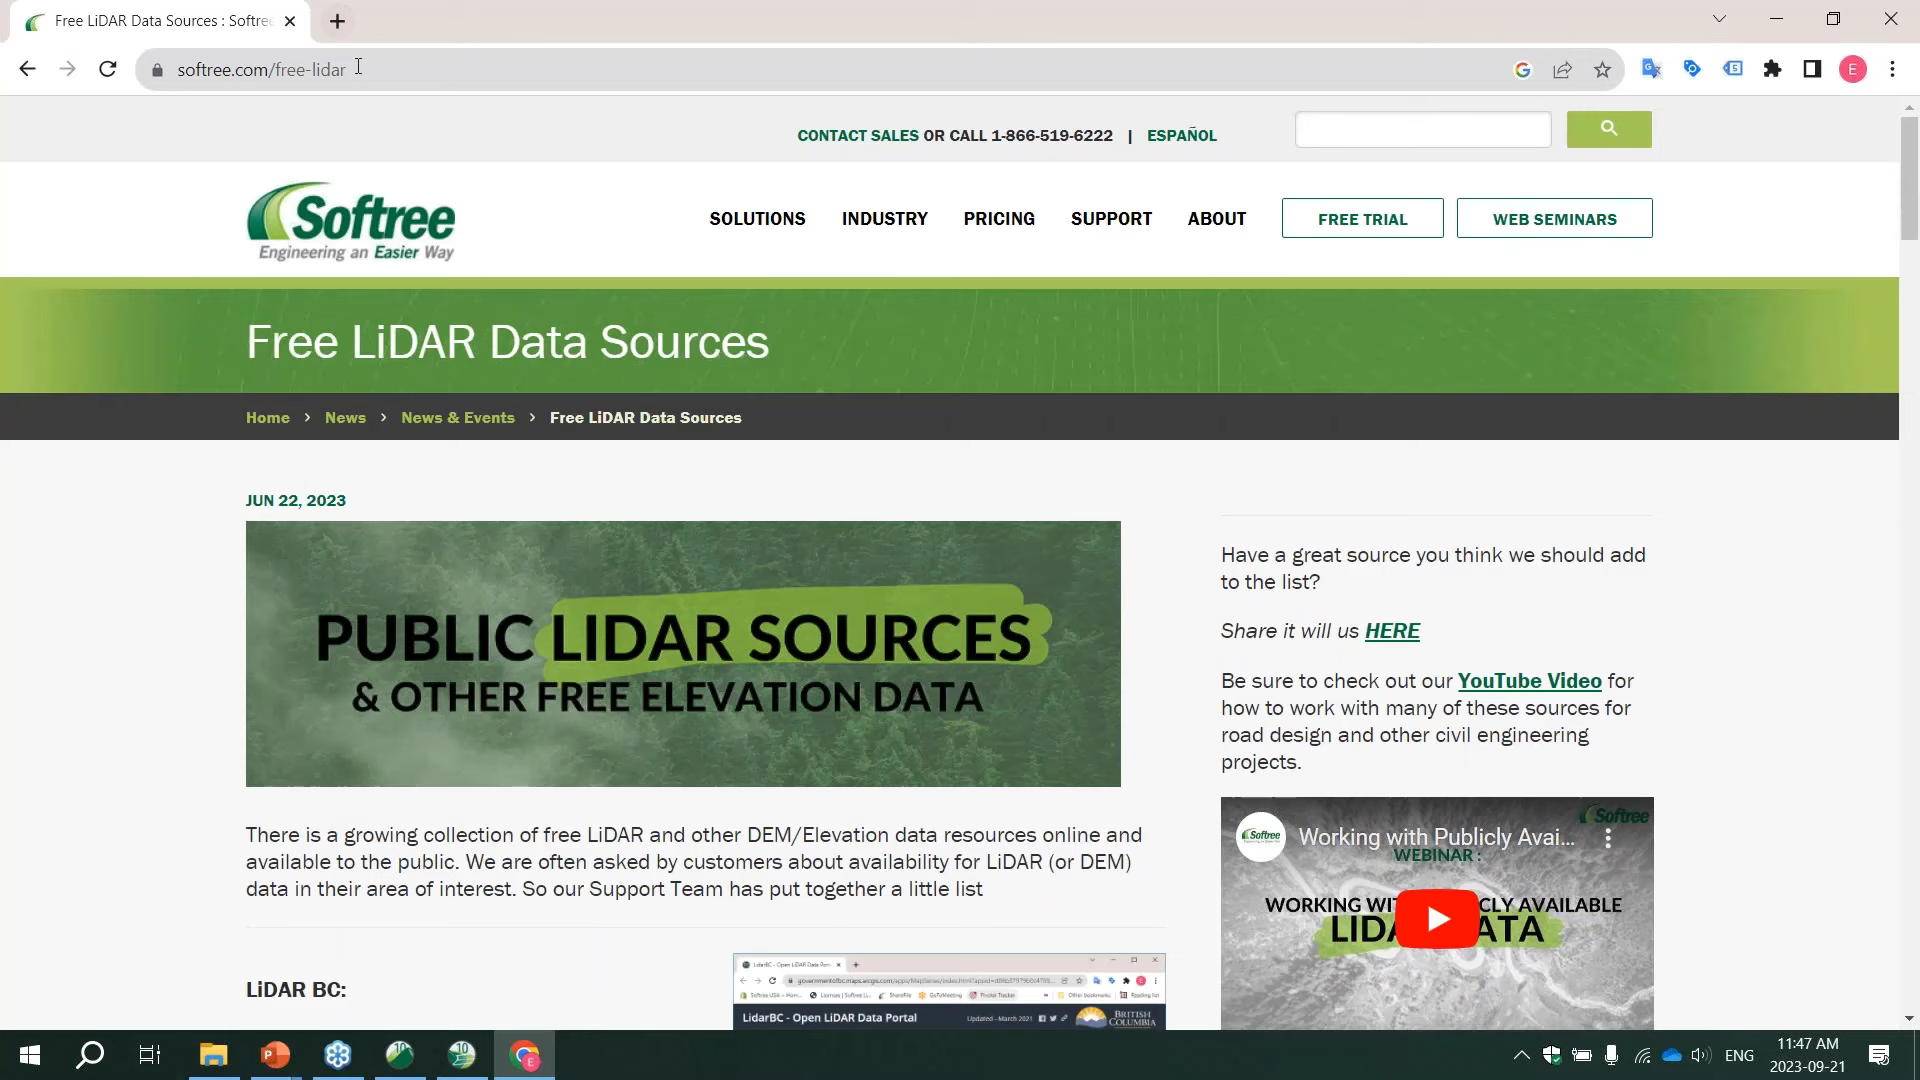 Free LiDAR Data Sources : Softree
softree.com/free-lidar
E
CONTACT SALES OR CALL 1-866-519-6222 | ESPAÑOL
Softree
Engineering an Easier Way
SOLUTIONS INDUSTRY PRICING SUPPORT ABOUT FREE TRIAL WEB SEMINARS
Free LiDAR Data Sources
Home > News > News & Events > Free LiDAR Data Sources
JUN 22, 2023
PUBLIC LIDAR SOURCES
& OTHER FREE ELEVATION DATA
There is a growing collection of free LiDAR and other DEM/Elevation data resources online and
available to the public. We are often asked by customers about availability for LiDAR (or DEM)
data in their area of interest. So our Support Team has put together a little list
LiDAR BC:
LidarBC - Open LiDAR Data Portal
Updated - March 2021
BRITISH
COLUMBIA
Have a great source you think we should add
to the list?
Share it will us HERE
Be sure to check out our YouTube Video for
how to work with many of these sources for
road design and other civil engineering
projects.
Softree
Working with Publicly Avai...
WEBINAR :
ENG
11:47 AM
2023-09-21